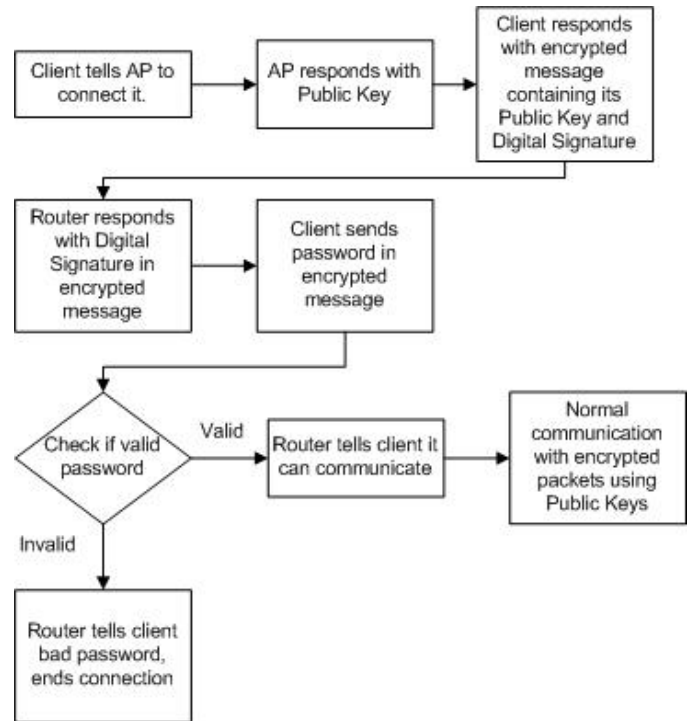 Client tells AP to
connect it.
AP responds with
Public Key
Client responds
with encrypted
message
containing its
Public Key and
Digital Signature
Router responds
with Digital
Signature in
encrypted
message
Client sends
password in
encrypted
message
Check if valid
password
Valid
Router tells client it
can communicate
Normal
communication
with encrypted
packets using
Public Keys
Invalid
Router tells client
bad password,
ends connection